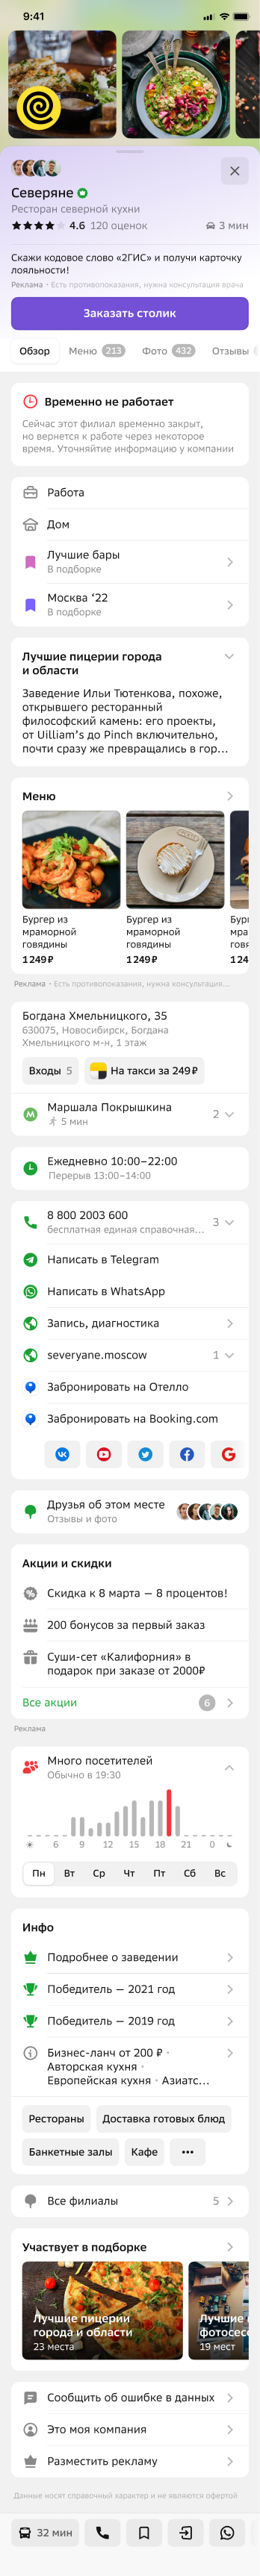 9:41
Северяне
Ресторан северной кухни
4.6 120 оценок 3 мин
Скажи кодовое слово «2ГИС» и получи карточку
лояльности!
Реклама • Есть противопоказания, нужна консультация врача
Заказать столик
Обзор Меню 213 Фото 432 Отзывы
Временно не работает
Сейчас этот филиал временно закрыт,
но вернется к работе через некоторое
время. Уточняйтие информацию у компании
Работа
Дом
Лучшие бары
В подборке
Москва ‘22
В подборке
Лучшие пиццерии города
и области
Заведение Ильи Тютенкова, похоже,
открывшего ресторанный
философский камень: его проекты,
от Uilliam’s до Pinch включительно,
почти сразу же превращались в гор...
Меню
Бургер из
мраморной
говядины
1 249 ₽
Бургер из
мраморной
говядины
1 249 ₽
Реклама • Есть противопоказания, нужна консультация...
Богдана Хмельницкого, 35
630075, Новосибирск, Богдана
Хмельницкого м-н, 1 этаж
Входы 5 На такси за 249 ₽
Маршала Покрышкина 2
5 мин
Ежедневно 10:00–22:00
Перерыв 13:00–14:00
8 800 2003 600 3
бесплатная единая справочная...
Написать в Telegram
Написать в WhatsApp
Запись, диагностика
severyane.moscow 1
Забронировать на Отелло
Забронировать на Booking.com
Друзья об этом месте
Отзывы и фото
Акции и скидки
Скидка к 8 марта — 8 процентов!
200 бонусов за первый заказ
Суши-сет «Калифорния» в
подарок при заказе от 2000₽
Все акции 6
Реклама
Много посетителей
Обычно в 19:30
6 9 12 15 18 21 0
Пн Вт Ср Чт Пт Сб Вс
Инфо
Подробнее о заведении
Победитель — 2021 год
Победитель — 2019 год
Бизнес-ланч от 200 ₽ •
Авторская кухня •
Европейская кухня • Азиатс...
Рестораны Доставка готовых блюд
Банкетные залы Кафе •••
Все филиалы 5
Участвует в подборке
Лучшие пиццерии
города и области
23 места
Лучшие
фотосесс
19 мест
Сообщить об ошибке в данных
Это моя компания
Разместить рекламу
Данные носят справочный характер и не являются офертой
32 мин